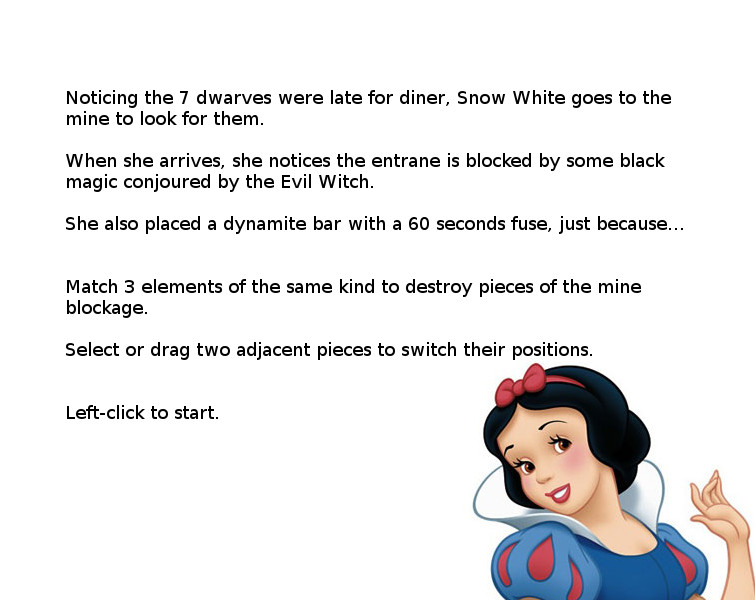 Noticing the 7 dwarves were late for diner, Snow White goes to the
mine to look for them.
When she arrives, she notices the entrane is blocked by some black
magic conjoured by the Evil Witch.
She also placed a dynamite bar with a 60 seconds fuse, just because...
Match 3 elements of the same kind to destroy pieces of the mine
blockage.
Select or drag two adjacent pieces to switch their positions.
Left-click to start.